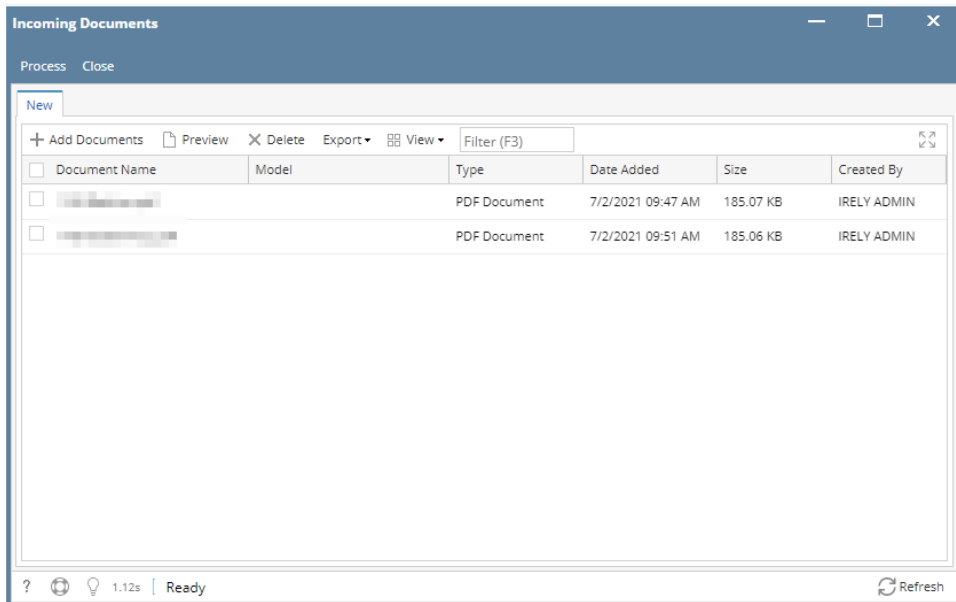 Incoming Documents
Process Close
New
Add Documents Preview Delete Export View Filter (F3)
Document Name Model Type Date Added Size Created By
PDF Document 7/2/2021 09:47 AM 185.07 KB IRELY ADMIN
PDF Document 7/2/2021 09:51 AM 185.06 KB IRELY ADMIN
? 1.12s Ready Refresh